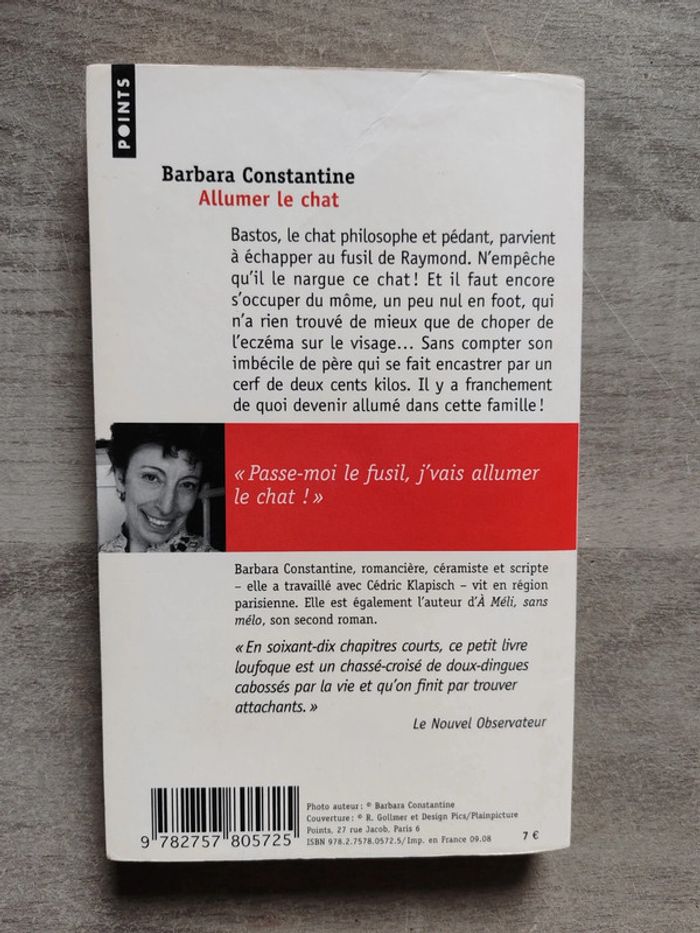 POINTS
Barbara Constantine
Allumer le chat
Bastos, le chat philosophe et pédant, parvient
à échapper au fusil de Raymond. N'empêche
qu'il le nargue ce chat ! Et il faut encore
s'occuper du môme, un peu nul en foot, qui
n'a rien trouvé de mieux que de choper de
l'eczéma sur le visage... Sans compter son
imbécile de père qui se fait encastrer par un
cerf de deux cents kilos. Il y a franchement
de quoi devenir allumé dans cette famille !
« Passe-moi le fusil, j'vais allumer
le chat ! »
Barbara Constantine, romancière, céramiste et scripte
– elle a travaillé avec Cédric Klapisch – vit en région
parisienne. Elle est également l'auteur d'À Méli, sans
mélo, son second roman.
« En soixant-dix chapitres courts, ce petit livre
loufoque est un chassé-croisé de doux-dingues
cabossés par la vie et qu'on finit par trouver
attachants. »
Le Nouvel Observateur
Photo auteur : © Barbara Constantine
Couverture : © R. Gollmer et Design Pics/Plainpicture
Points, 27 rue Jacob, Paris 6
ISBN 978.2.7578.0572.5/Imp. en France 09.08
7 €
9 782757 805725